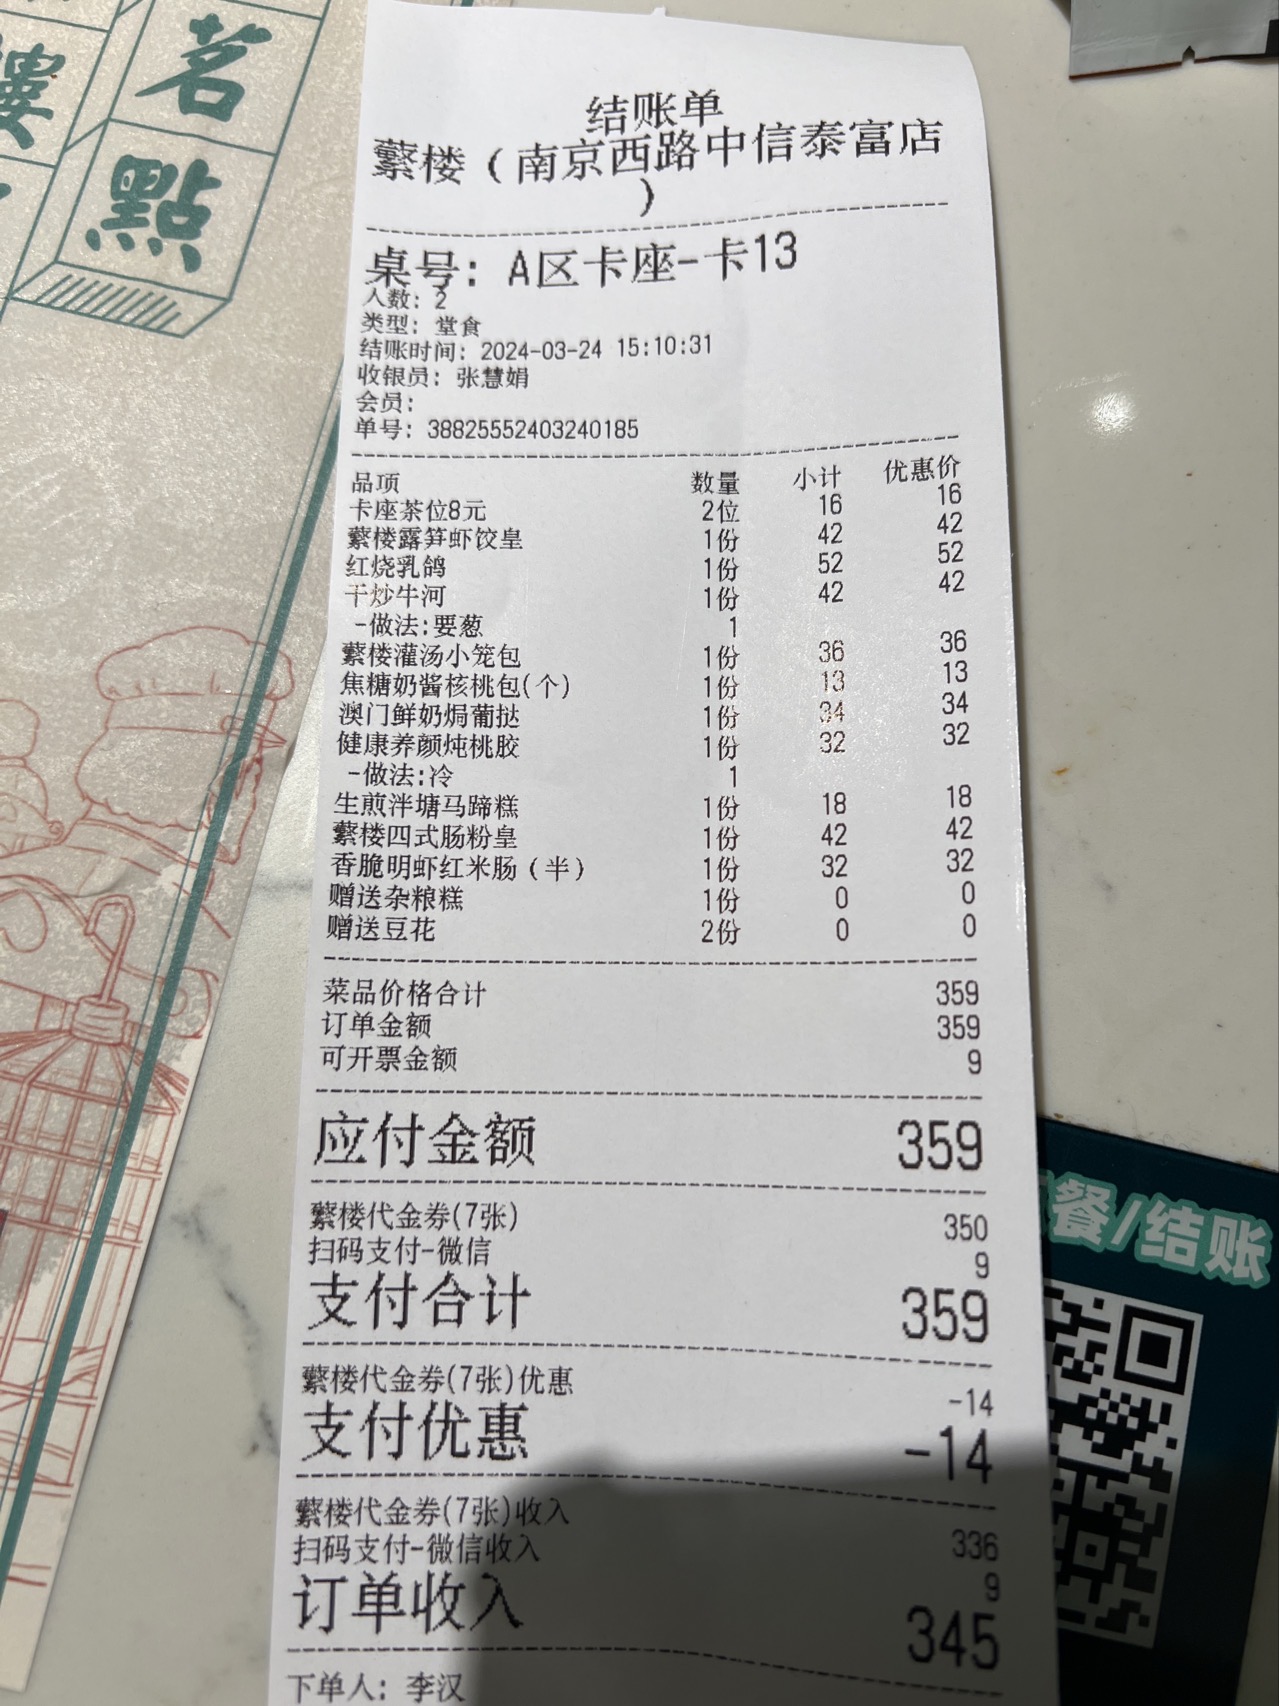 茗
樓
點
结账单
蘩楼（南京西路中信泰富店
）
桌号：A区卡座-卡13
人数：2
类型：堂食
结账时间：2024-03-24 15:10:31
收银员：张慧娟
会员：
单号：38825552403240185
品项 数量 小计 优惠价
卡座茶位8元 2位 16 16
蘩楼露笋虾饺皇 1份 42 42
红烧乳鸽 1份 52 52
干炒牛河 1份 42 42
-做法:要葱 1
蘩楼灌汤小笼包 1份 36 36
焦糖奶酱核桃包(个) 1份 13 13
澳门鲜奶焗葡挞 1份 34 34
健康养颜炖桃胶 1份 32 32
-做法:冷 1
生煎泮塘马蹄糕 1份 18 18
蘩楼四式肠粉皇 1份 42 42
香脆明虾红米肠（半） 1份 32 32
赠送杂粮糕 1份 0 0
赠送豆花 2份 0 0
菜品价格合计 359
订单金额 359
可开票金额 9
应付金额 359
蘩楼代金券(7张) 350
扫码支付-微信 9
支付合计 359
蘩楼代金券(7张)优惠 -14
支付优惠 -14
蘩楼代金券(7张)收入 336
扫码支付-微信收入 9
订单收入 345
下单人：李汉
餐/结账